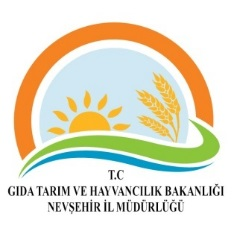 T.C
GIDA TARIM VE HAYVANCILIK BAKANLIĞI
NEVŞEHİR İL MÜDÜRLÜĞÜ